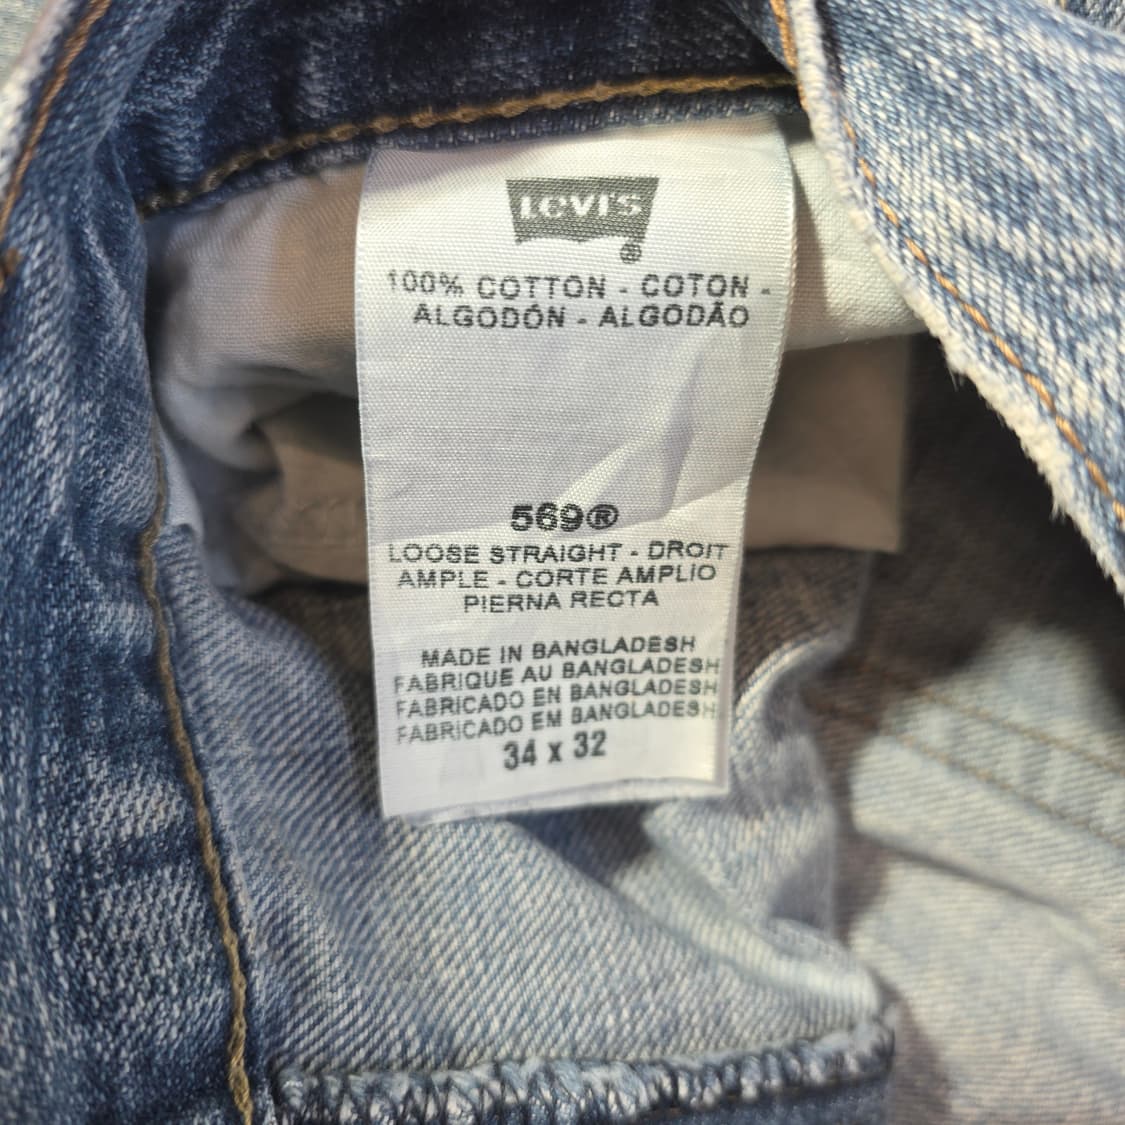 LEVI'S
®
100% COTTON - COTON -
ALGODÓN - ALGODÃO
569®
LOOSE STRAIGHT - DROIT
AMPLE - CORTE AMPLIO
PIERNA RECTA
MADE IN BANGLADESH
FABRIQUE AU BANGLADESH
FABRICADO EN BANGLADESH
FABRICADO EM BANGLADESH
34 x 32